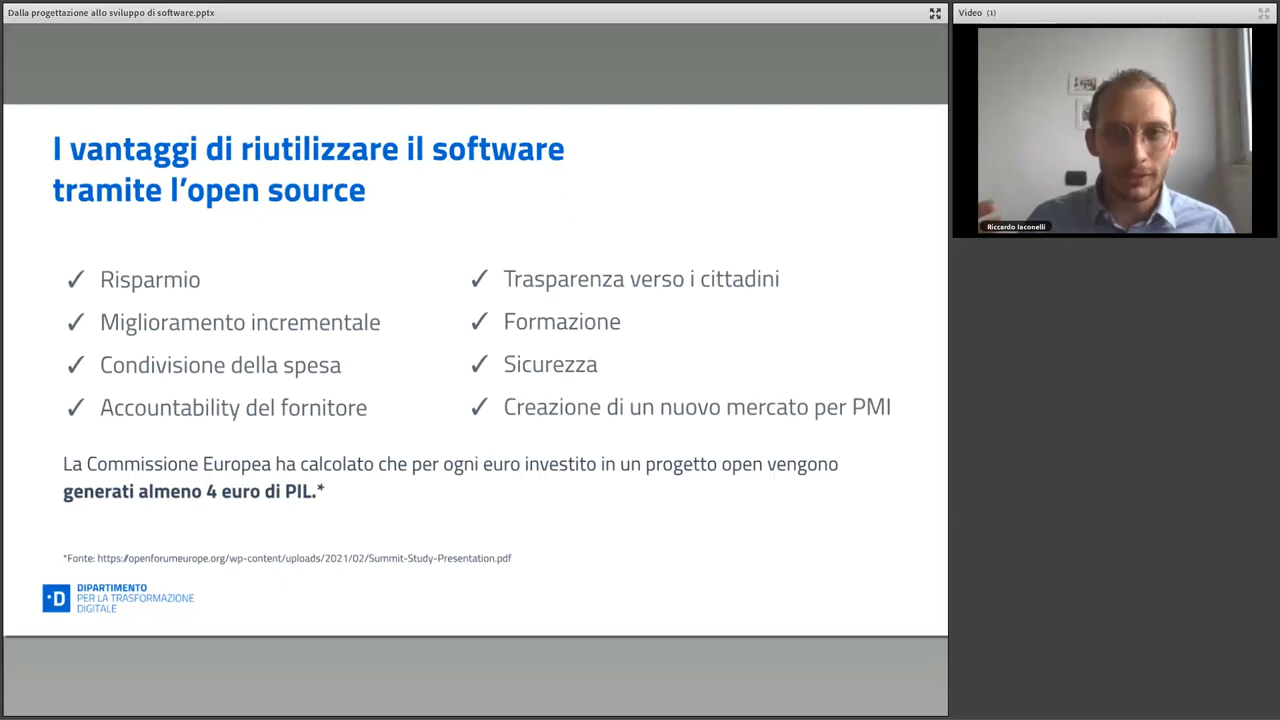 Dalla progettazione allo sviluppo di software.pptx
Video (1)
Riccardo Iaconelli
I vantaggi di riutilizzare il software
tramite l’open source
✓ Risparmio
✓ Miglioramento incrementale
✓ Condivisione della spesa
✓ Accountability del fornitore
✓ Trasparenza verso i cittadini
✓ Formazione
✓ Sicurezza
✓ Creazione di un nuovo mercato per PMI
La Commissione Europea ha calcolato che per ogni euro investito in un progetto open vengono
generati almeno 4 euro di PIL.*
*Fonte: https://openforumeurope.org/wp-content/uploads/2021/02/Summit-Study-Presentation.pdf
·D
DIPARTIMENTO
PER LA TRASFORMAZIONE
DIGITALE